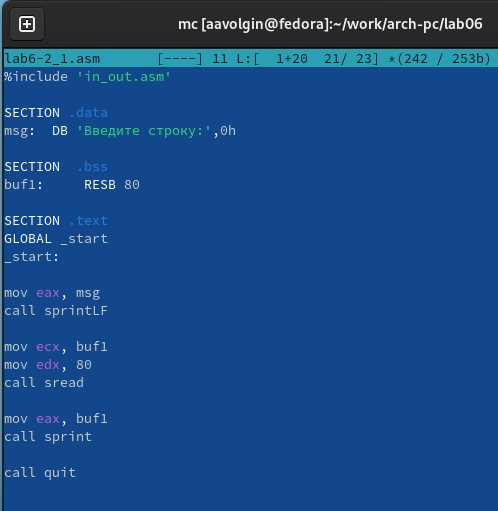 mc [aavolgin@fedora]:~/work/arch-pc/lab06
lab6-2_1.asm [----] 11 L:[ 1+20 21/ 23] *(242 / 253b)
%include 'in_out.asm'
SECTION .data
msg: DB 'Введите строку:',0h
SECTION .bss
buf1: RESB 80
SECTION .text
GLOBAL _start
_start:
mov eax, msg
call sprintLF
mov ecx, buf1
mov edx, 80
call sread
mov eax, buf1
call sprint
call quit